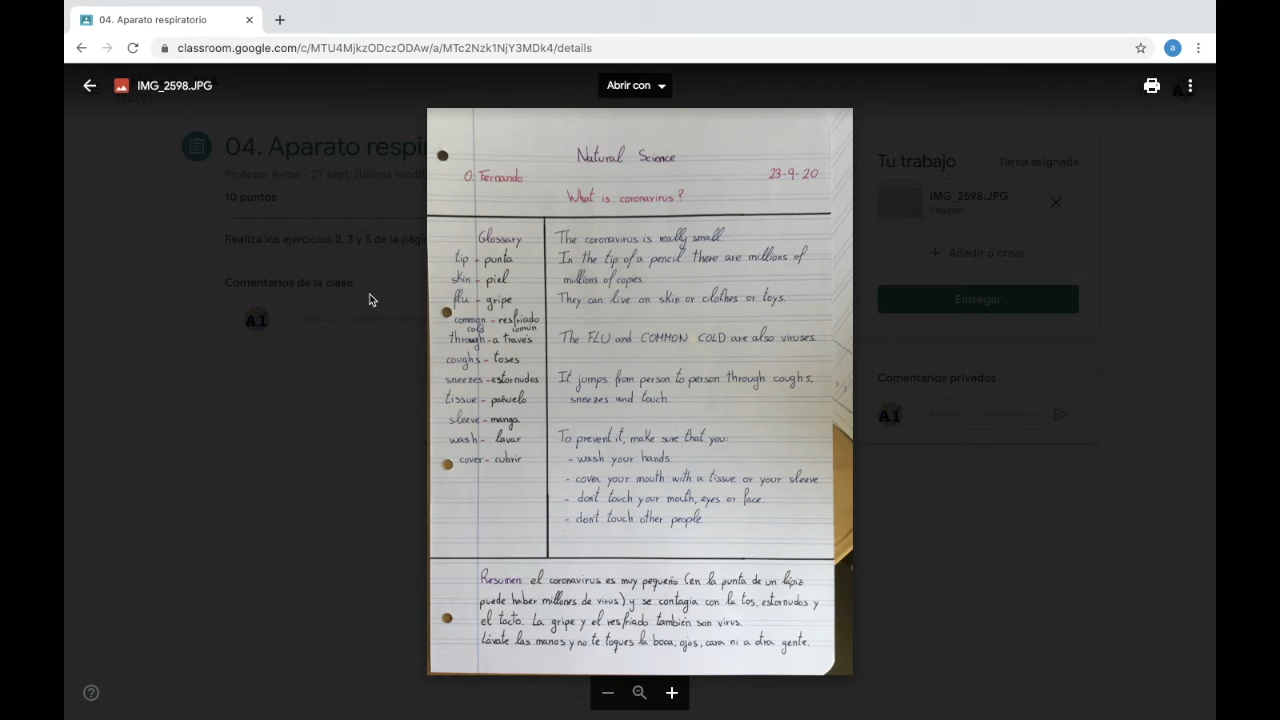 04. Aparato respiratorio
classroom.google.com/c/MTU4MjkzODczODAw/a/MTc2Nzk1NjY3MDk4/details
a
IMG_2598.JPG
Abrir con
04. Aparato respi
Profesor Reina - 27 sept. (Última modif
10 puntos
Realiza los ejercicios 2, 3 y 5 de la pági
Comentarios de la clase
A1
Natural Science
O. Fernando
23-9-20
What is coronavirus?
Glossary
tip - punta
skin - piel
flu - gripe
common - resfriado
cold común
through - a través
coughs - toses
sneezes - estornudos
tissue - pañuelo
sleeve - manga
wash - lavar
cover - cubrir
The coronavirus is really small
In the tip of a pencil there are millions of
millions of copies.
They can live on skin or clothes or toys.
The FLU and COMMON COLD are also viruses.
It jumps from person to person through coughs,
sneezes and touch.
To prevent it, make sure that you:
- wash your hands.
- cover your mouth with a tissue or your sleeve
- don't touch your mouth, eyes or face.
- don't touch other people.
Resumen el coronavirus es muy pequeño (en la punta de un lápiz
puede haber millones de virus) y se contagia con la tos, estornudos y
el tacto. La gripe y el resfriado también son virus.
Lávate las manos y no te toques la boca, ojos, cara ni a otra gente.
Tu trabajo
Tarea asignada
IMG_2598.JPG
Imagen
Añadir o crear
Entregar
Comentarios privados
A1